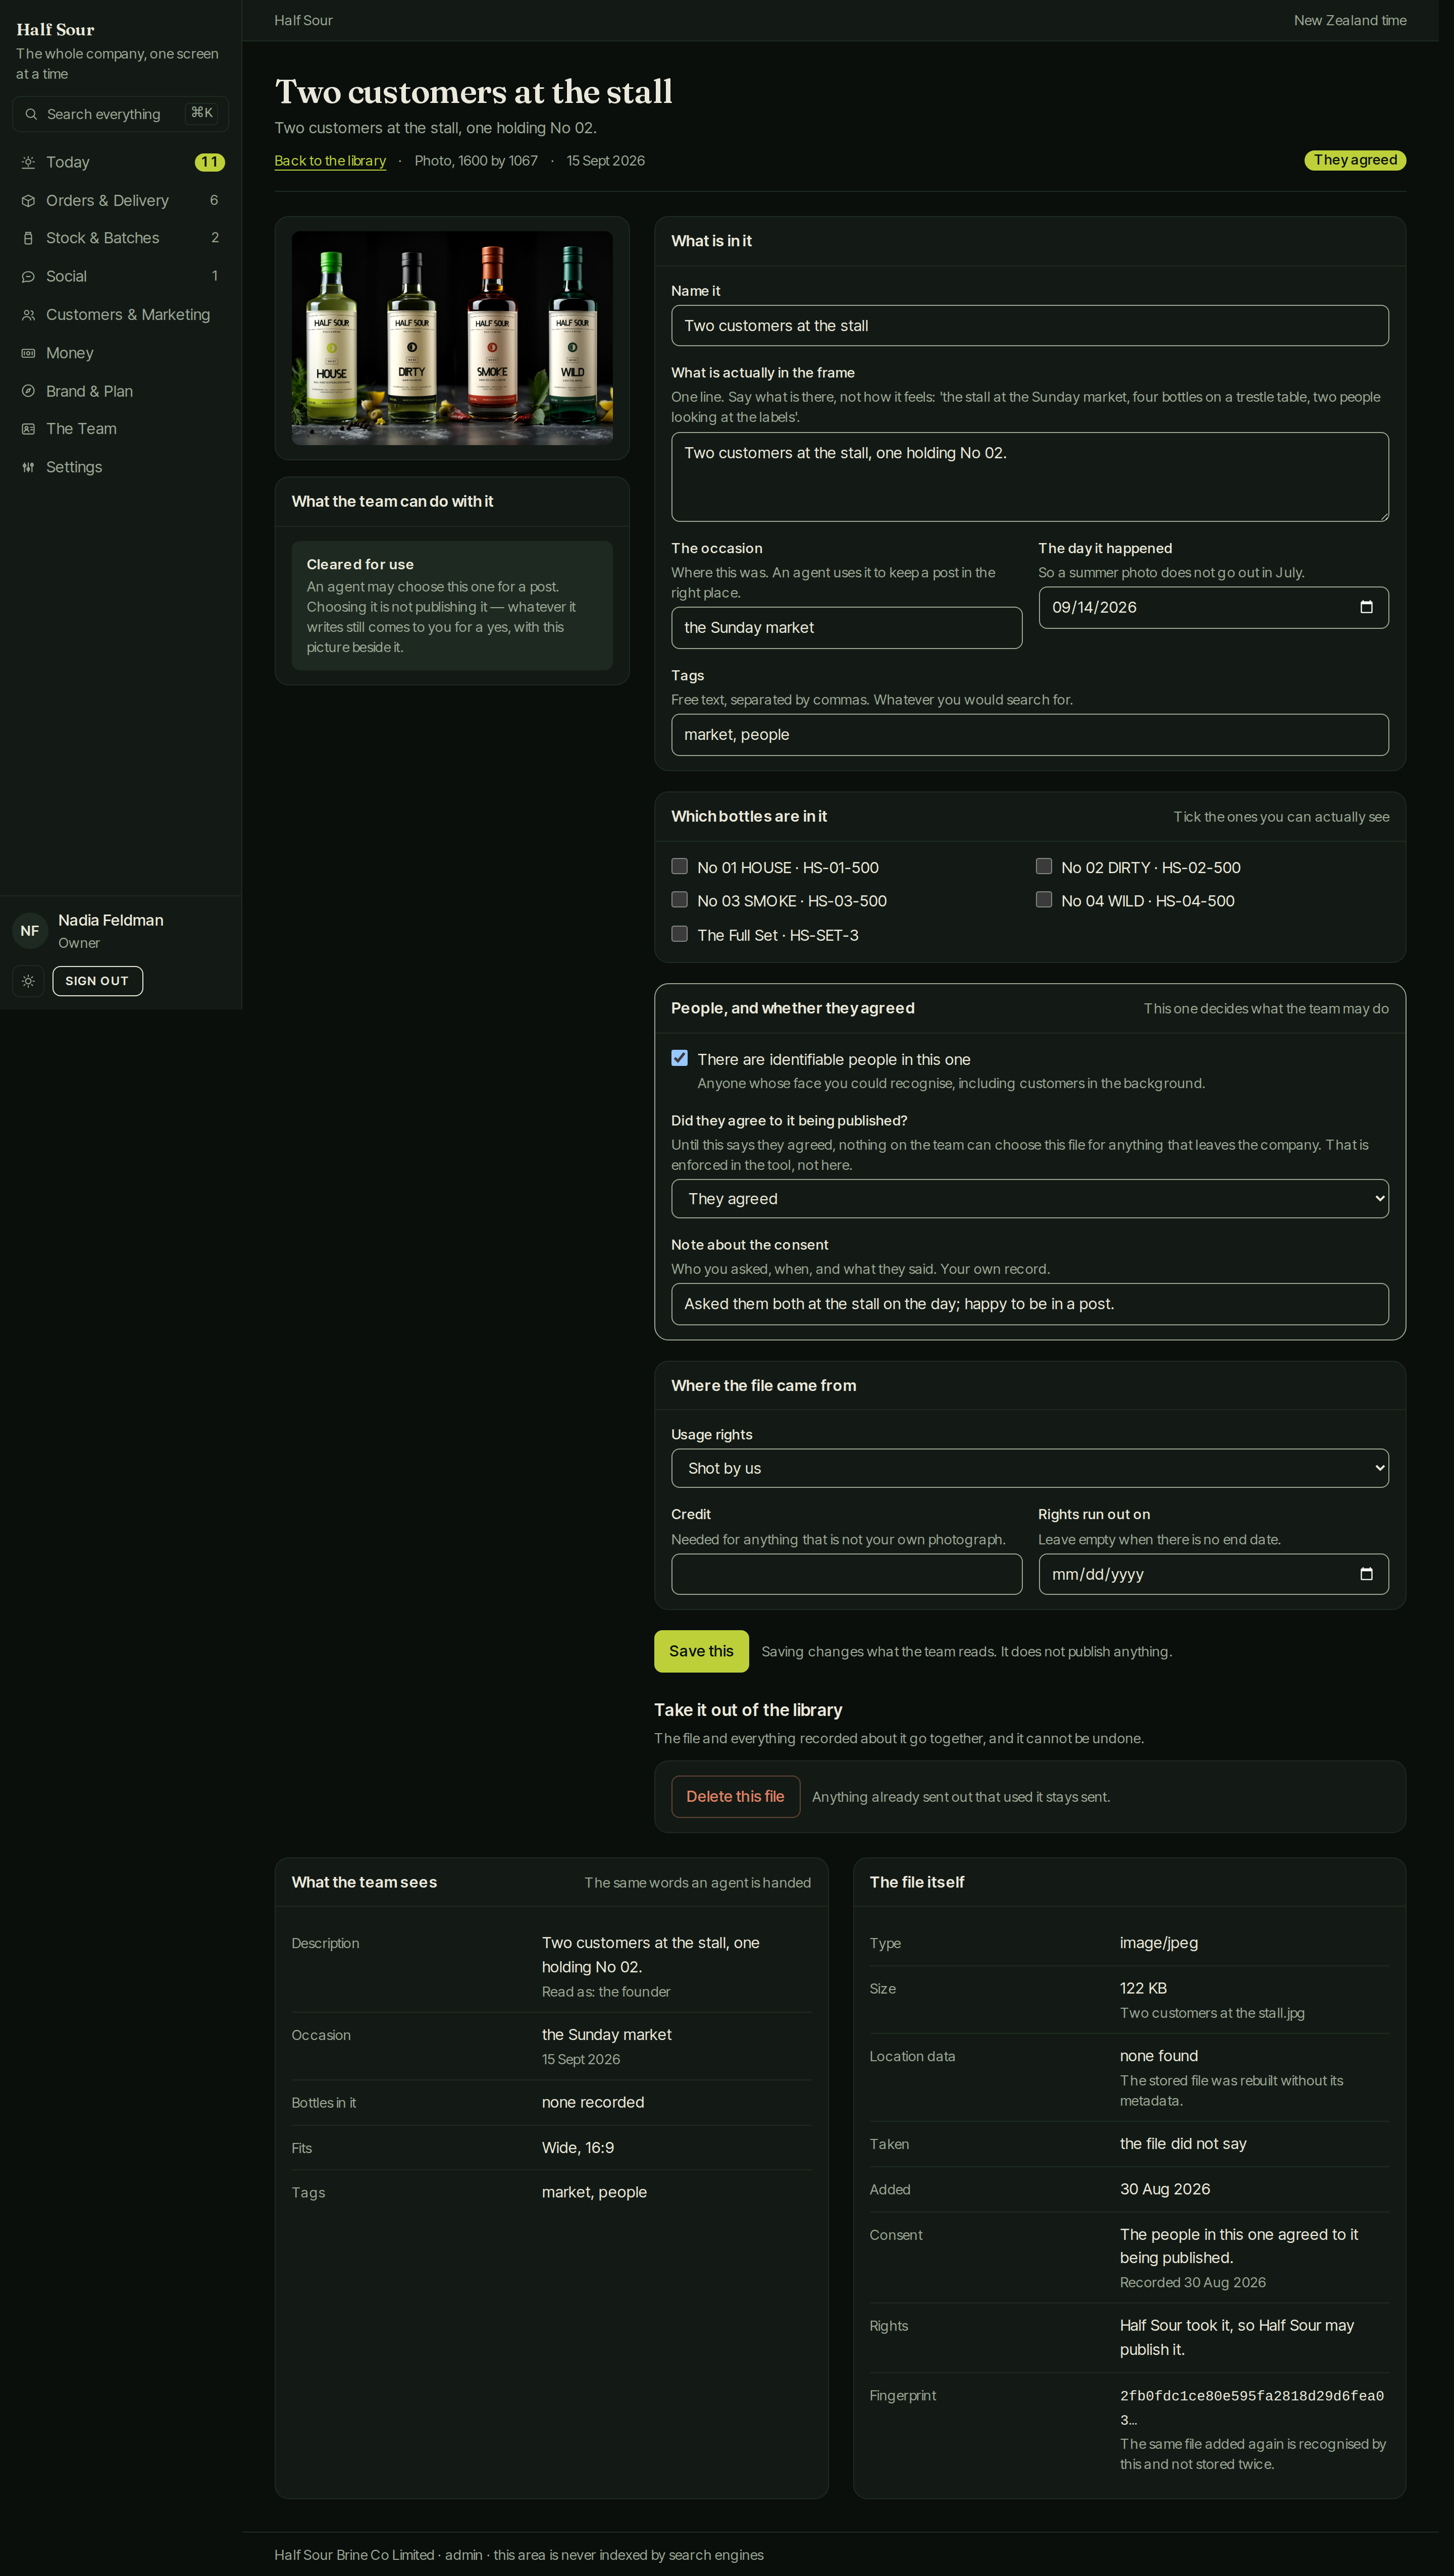 Half Sour
The whole company, one screen
at a time
Search everything ⌘K
Today 11
Orders & Delivery 6
Stock & Batches 2
Social 1
Customers & Marketing
Money
Brand & Plan
The Team
Settings
NF
Nadia Feldman
Owner
SIGN OUT
Half Sour
New Zealand time
Two customers at the stall
Two customers at the stall, one holding No 02.
Back to the library · Photo, 1600 by 1067 · 15 Sept 2026
They agreed
HALF SOUR HALF SOUR HALF SOUR HALF SOUR
HOUSE DIRTY SMOKE WILD
What the team can do with it
Cleared for use
An agent may choose this one for a post.
Choosing it is not publishing it — whatever it
writes still comes to you for a yes, with this
picture beside it.
What is in it
Name it
Two customers at the stall
What is actually in the frame
One line. Say what is there, not how it feels: 'the stall at the Sunday market, four bottles on a trestle table, two people
looking at the labels'.
Two customers at the stall, one holding No 02.
The occasion
Where this was. An agent uses it to keep a post in the
right place.
the Sunday market
The day it happened
So a summer photo does not go out in July.
09/14/2026
Tags
Free text, separated by commas. Whatever you would search for.
market, people
Which bottles are in it
Tick the ones you can actually see
No 01 HOUSE · HS-01-500
No 02 DIRTY · HS-02-500
No 03 SMOKE · HS-03-500
No 04 WILD · HS-04-500
The Full Set · HS-SET-3
People, and whether they agreed
This one decides what the team may do
There are identifiable people in this one
Anyone whose face you could recognise, including customers in the background.
Did they agree to it being published?
Until this says they agreed, nothing on the team can choose this file for anything that leaves the company. That is
enforced in the tool, not here.
They agreed
Note about the consent
Who you asked, when, and what they said. Your own record.
Asked them both at the stall on the day; happy to be in a post.
Where the file came from
Usage rights
Shot by us
Credit
Needed for anything that is not your own photograph.
Rights run out on
Leave empty when there is no end date.
mm/dd/yyyy
Save this
Saving changes what the team reads. It does not publish anything.
Take it out of the library
The file and everything recorded about it go together, and it cannot be undone.
Delete this file
Anything already sent out that used it stays sent.
What the team sees
The same words an agent is handed
Description
Two customers at the stall, one
holding No 02.
Read as: the founder
Occasion
the Sunday market
15 Sept 2026
Bottles in it
none recorded
Fits
Wide, 16:9
Tags
market, people
The file itself
Type
image/jpeg
Size
122 KB
Two customers at the stall.jpg
Location data
none found
The stored file was rebuilt without its
metadata.
Taken
the file did not say
Added
30 Aug 2026
Consent
The people in this one agreed to it
being published.
Recorded 30 Aug 2026
Rights
Half Sour took it, so Half Sour may
publish it.
Fingerprint
2fb0fdc1ce80e595fa2818d29d6fea0
3…
The same file added again is recognised by
this and not stored twice.
Half Sour Brine Co Limited · admin · this area is never indexed by search engines